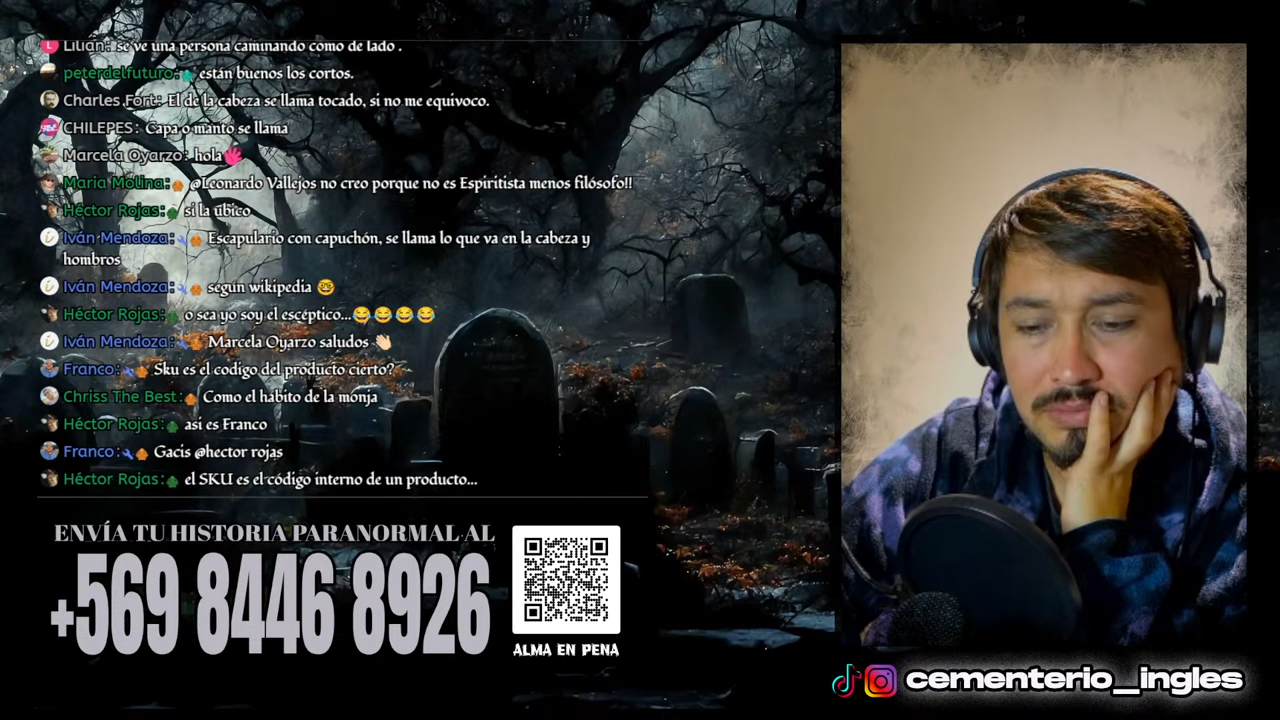 Lilian: se ve una persona caminando como de lado .
peterdelfuturo: están buenos los cortos.
Charles Fort: El de la cabeza se llama tocado, si no me equivoco.
CHILEPES: Capa o manto se llama
Marcela Oyarzo: hola
Maria Molina: @Leonardo Vallejos no creo porque no es Espiritista menos filósofo!!
Héctor Rojas: si la ubico
Iván Mendoza: Escapulario con capuchón, se llama lo que va en la cabeza y
hombros
Iván Mendoza: segun wikipedia 🤓
Héctor Rojas: o sea yo soy el escéptico...😂😂😂😂
Iván Mendoza: Marcela Oyarzo saludos 👋🏻
Franco: Sku es el codigo del producto cierto?
Chriss The Best: Como el habito de la monja
Héctor Rojas: asi es Franco
Franco: Gacis @hector rojas
Héctor Rojas: el SKU es el código interno de un producto...
ENVÍA TU HISTORIA PARANORMAL AL
+569 8446 8926
ALMA EN PENA
cementerio_ingles